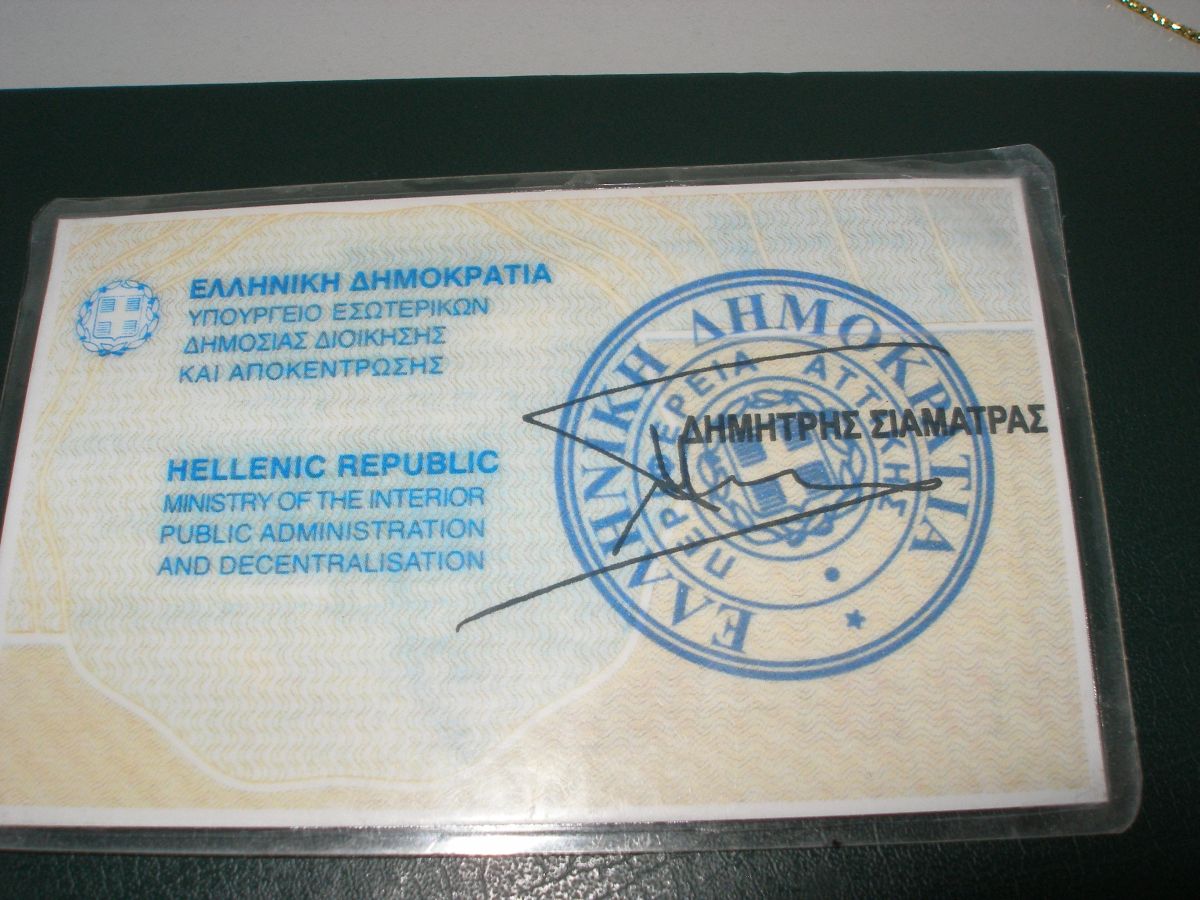 ΕΛΛΗΝΙΚΗ ΔΗΜΟΚΡΑΤΙΑ
ΥΠΟΥΡΓΕΙΟ ΕΣΩΤΕΡΙΚΩΝ
ΔΗΜΟΣΙΑΣ ΔΙΟΙΚΗΣΗΣ
ΚΑΙ ΑΠΟΚΕΝΤΡΩΣΗΣ
HELLENIC REPUBLIC
MINISTRY OF THE INTERIOR
PUBLIC ADMINISTRATION
AND DECENTRALISATION
ΕΛΛΗΝΙΚΗ ΔΗΜΟΚΡΑΤΙΑ
ΠΕΡΙΦΕΡΕΙΑ ΑΤΤΙΚΗΣ
ΔΗΜΗΤΡΗΣ ΣΙΑΜΑΤΡΑΣ